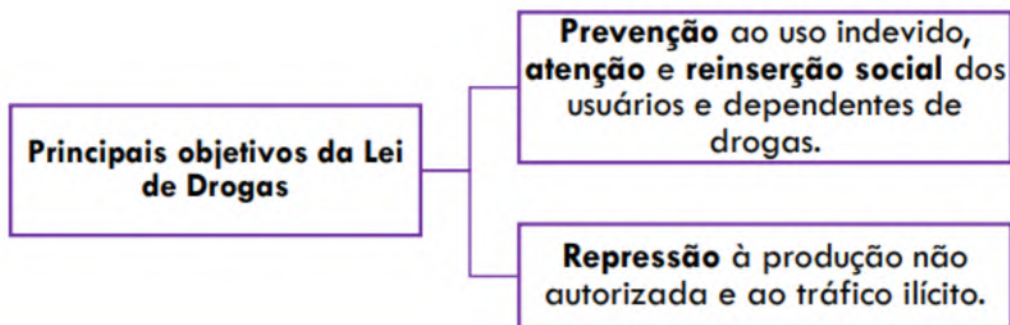 Principais objetivos da Lei
de Drogas
Prevenção ao uso indevido,
atenção e reinserção social dos
usuários e dependentes de
drogas.
Repressão à produção não
autorizada e ao tráfico ilícito.